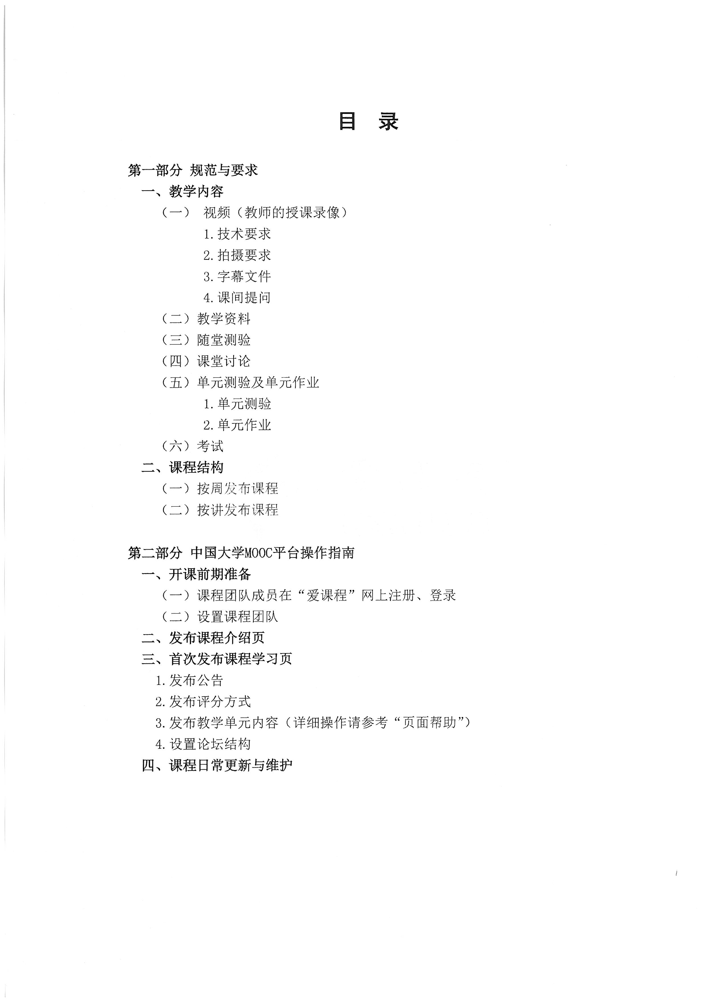 目 录
第一部分 规范与要求
一、教学内容
（一） 视频（教师的授课录像）
1.技术要求
2.拍摄要求
3.字幕文件
4.课间提问
（二）教学资料
（三）随堂测验
（四）课堂讨论
（五）单元测验及单元作业
1.单元测验
2.单元作业
（六）考试
二、课程结构
（一）按周发布课程
（二）按讲发布课程
第二部分 中国大学MOOC平台操作指南
一、开课前期准备
（一）课程团队成员在“爱课程”网上注册、登录
（二）设置课程团队
二、发布课程介绍页
三、首次发布课程学习页
1.发布公告
2.发布评分方式
3.发布教学单元内容（详细操作请参考“页面帮助”）
4.设置论坛结构
四、课程日常更新与维护